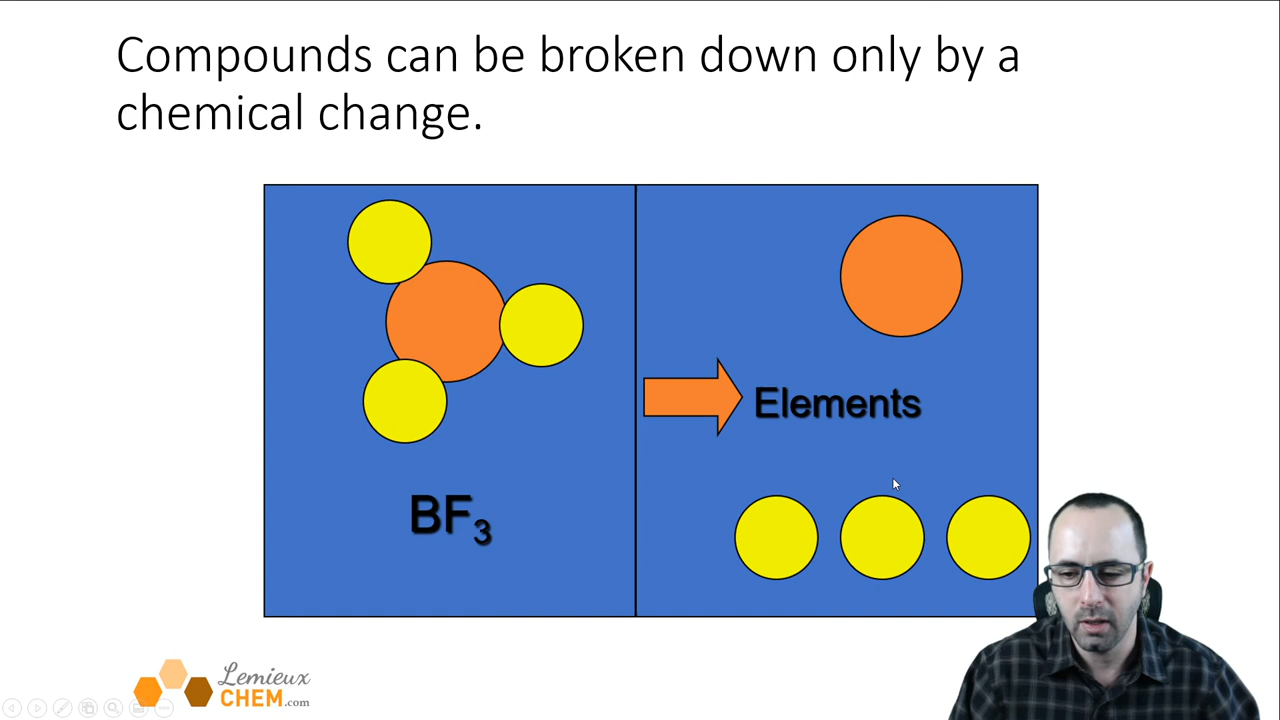 Compounds can be broken down only by a
chemical change.
Elements
BF₃
Lemieux
CHEM.com